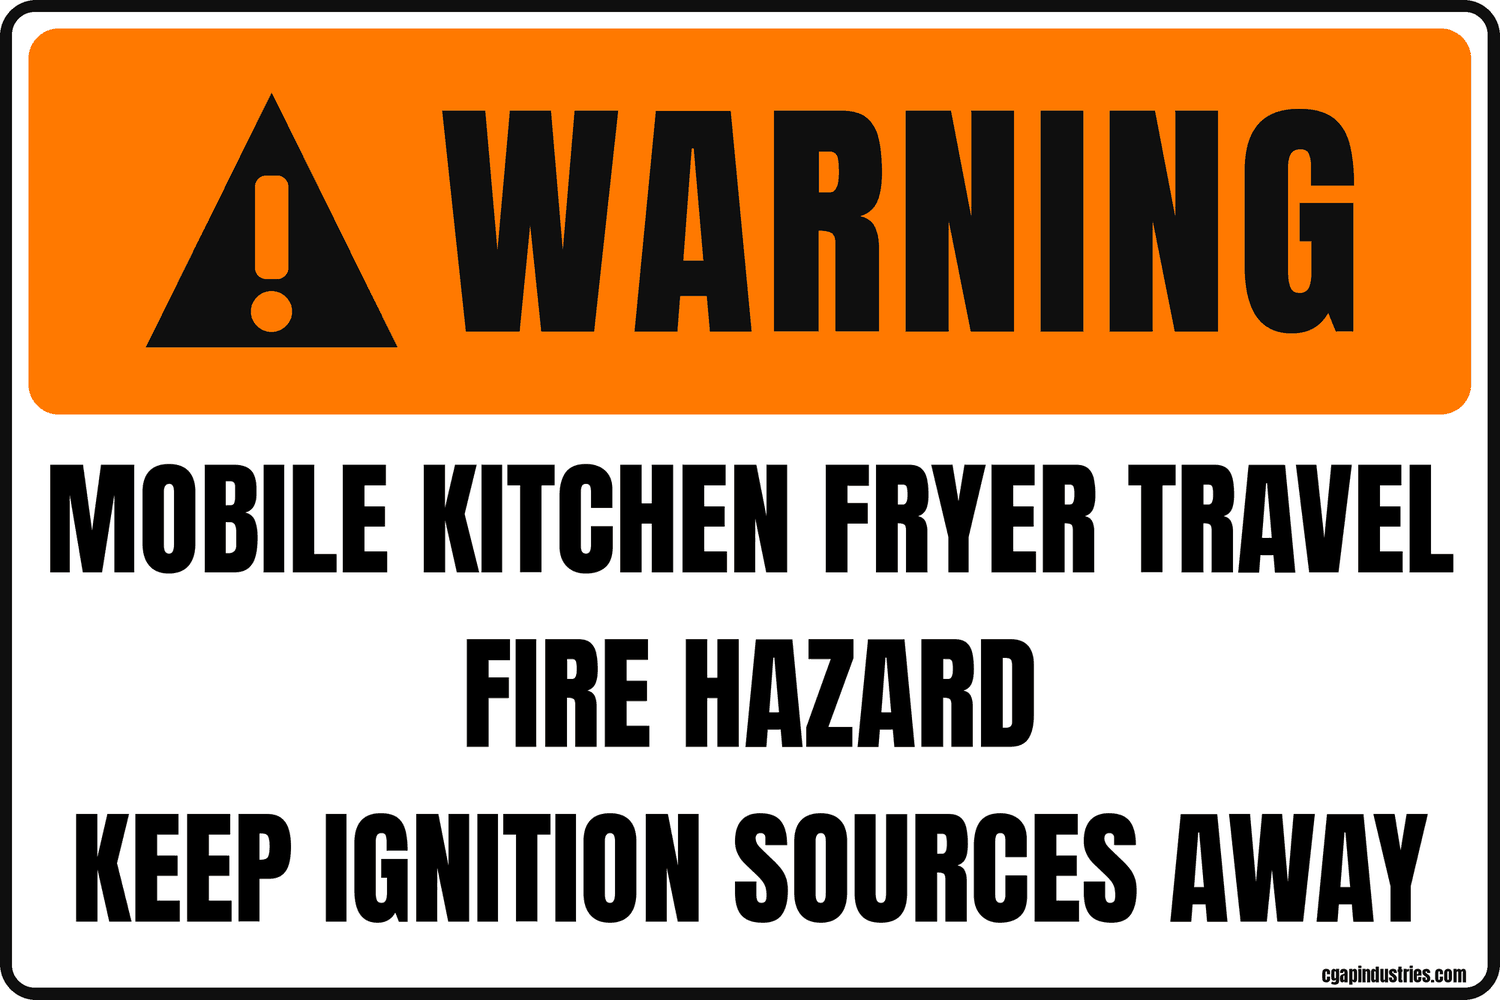 WARNING
MOBILE KITCHEN FRYER TRAVEL
FIRE HAZARD
KEEP IGNITION SOURCES AWAY
cgapindustries.com